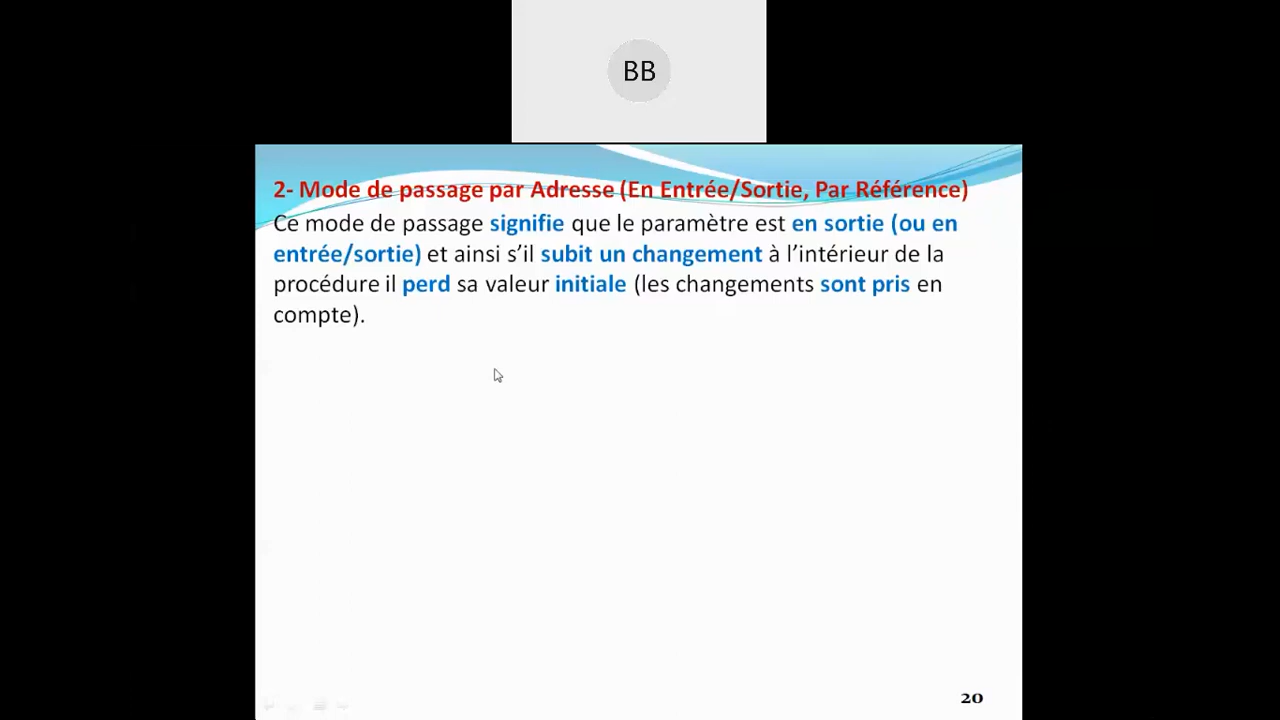 BB
2- Mode de passage par Adresse (En Entrée/Sortie, Par Référence)
Ce mode de passage signifie que le paramètre est en sortie (ou en
entrée/sortie) et ainsi s’il subit un changement à l’intérieur de la
procédure il perd sa valeur initiale (les changements sont pris en
compte).
20